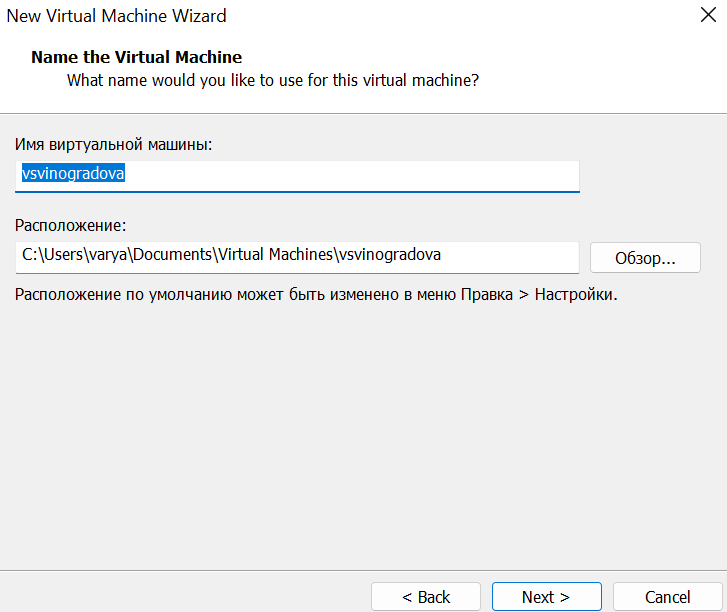 New Virtual Machine Wizard
Name the Virtual Machine
What name would you like to use for this virtual machine?
Имя виртуальной машины:
vsvinogradova
Расположение:
C:\Users\varya\Documents\Virtual Machines\vsvinogradova
Обзор...
Расположение по умолчанию может быть изменено в меню Правка > Настройки.
< Back Next > Cancel